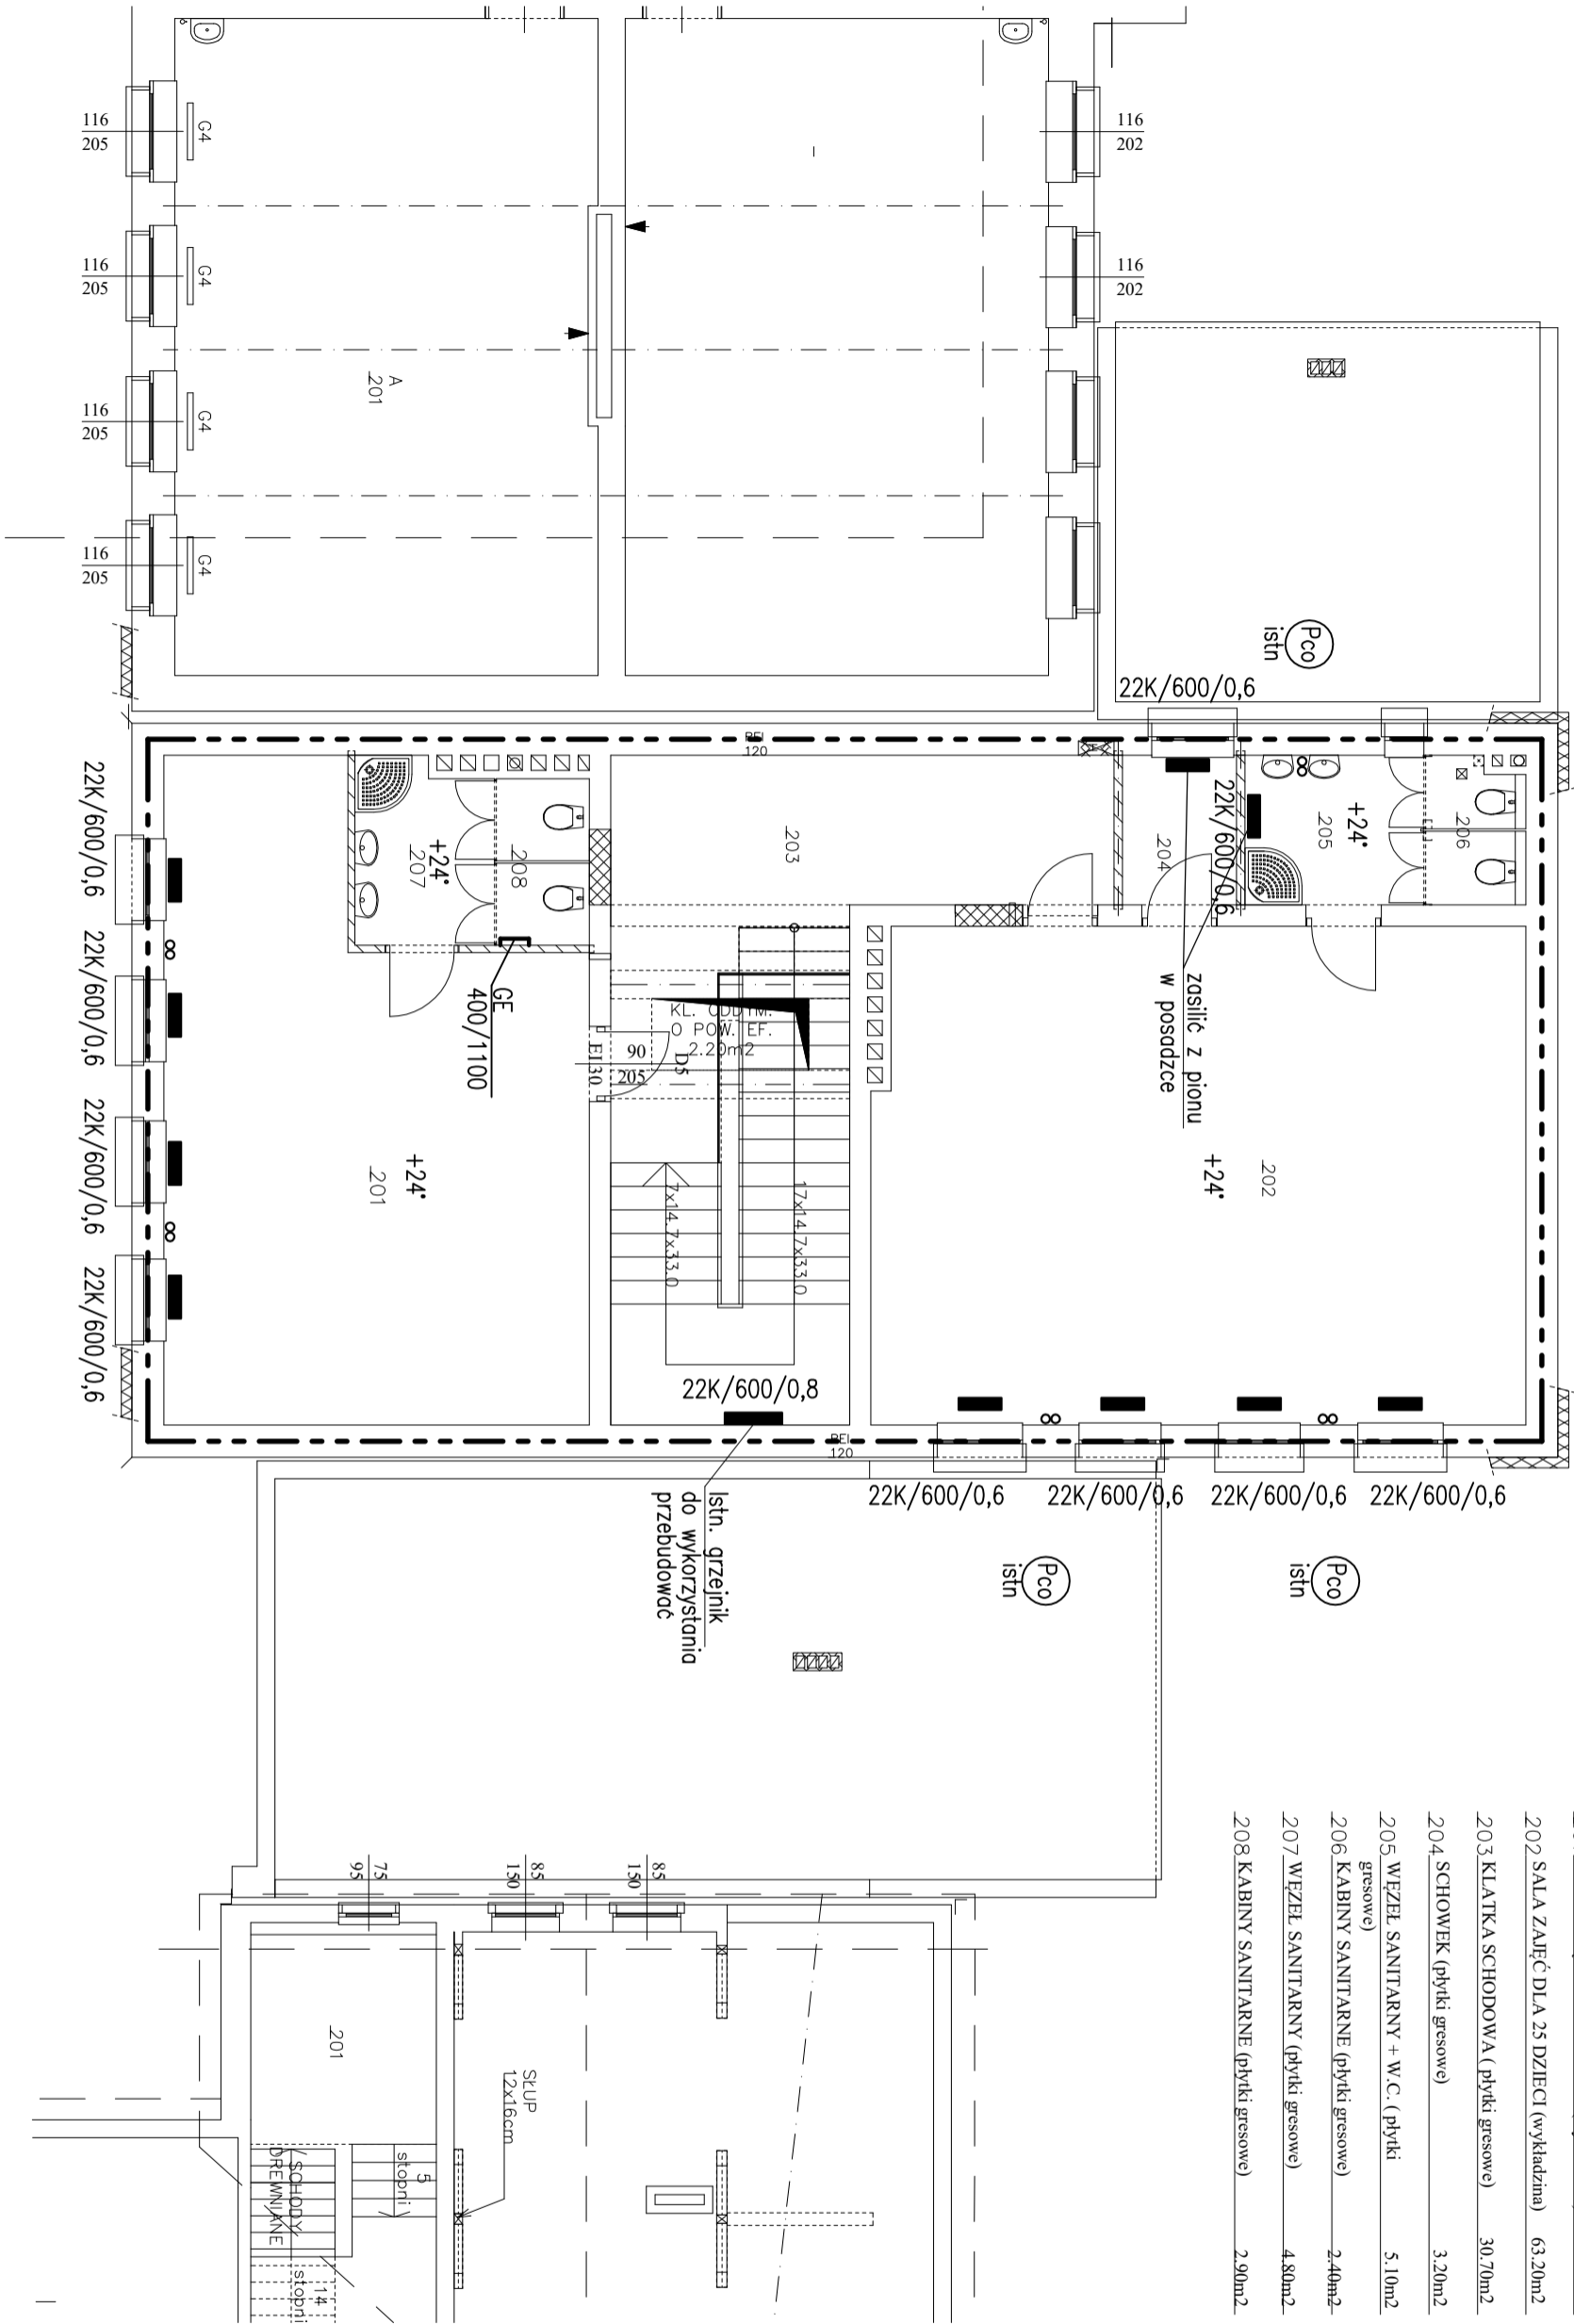 116
205
G4
116
205
G4
116
205
G4
116
205
G4
116
202
116
202
A
201
Pco
istn
22K/600/0,6
REI
120
22K/600/0,6
22K/600/0,6
22K/600/0,6
22K/600/0,6
22K/600/0,6
+24°
207
208
203
204
+24°
205
206
GE
400/1100
KL. ODDYM.
O POW. EF.
2.20m2
EI30
90
205
D5
zasilić z pionu
w posadzce
+24°
201
+24°
202
7x14.7x33.0
17x14.7x33.0
22K/600/0,8
REI
120
22K/600/0,6
22K/600/0,6
22K/600/0,6
22K/600/0,6
Istn. grzejnik
do wykorzystania
przebudować
Pco
istn
Pco
istn
202 SALA ZAJĘĆ DLA 25 DZIECI (wykładzina) 63.20m2
203 KLATKA SCHODOWA ( płytki gresowe) 30.70m2
204 SCHOWEK (płytki gresowe) 3.20m2
205 WĘZEŁ SANITARNY + W.C. ( płytki
gresowe) 5.10m2
206 KABINY SANITARNE (płytki gresowe) 2.40m2
207 WĘZEŁ SANITARNY (płytki gresowe) 4.80m2
208 KABINY SANITARNE (płytki gresowe) 2.90m2
75
95
85
150
85
150
201
SŁUP
12x16cm
5
stopni
SCHODY
DREWNIANE
14
stopni